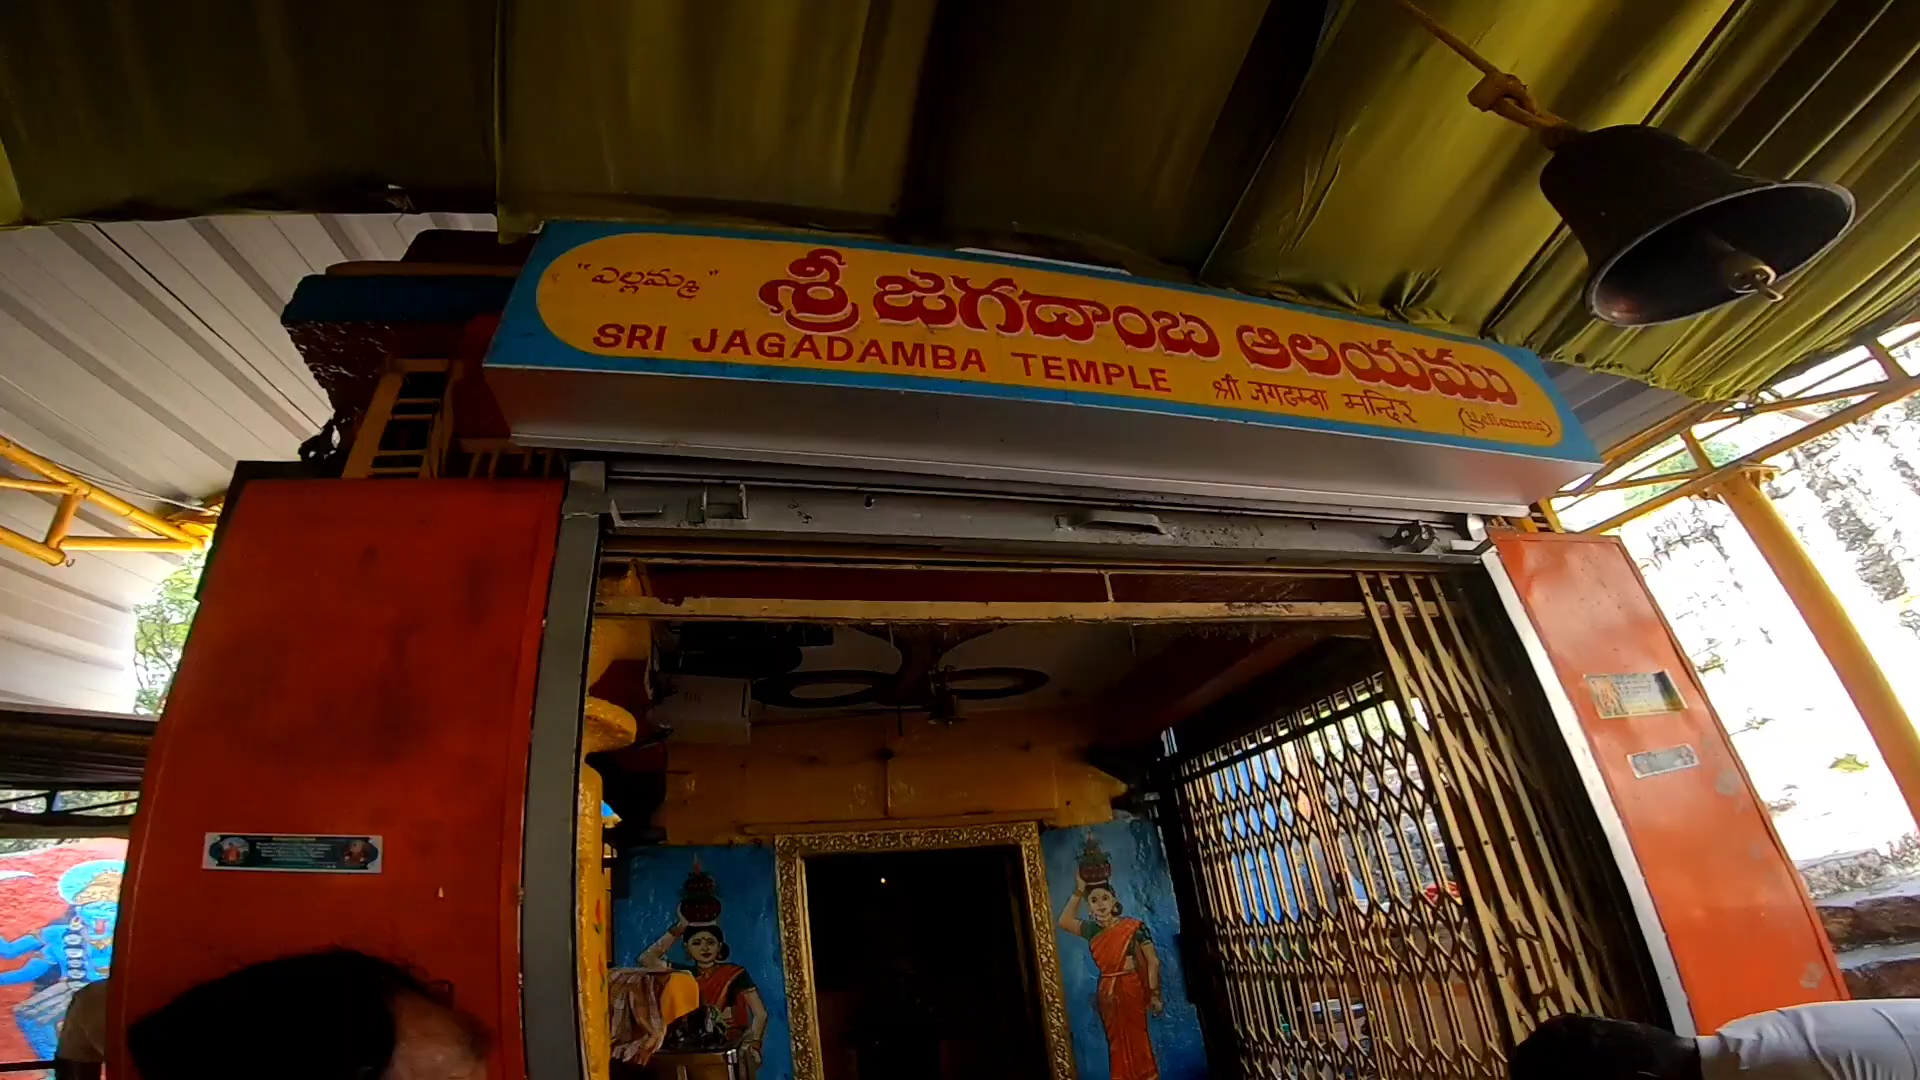 "ఎల్లమ్మ" శ్రీ జగదాంబ ఆలయము
SRI JAGADAMBA TEMPLE श्री जगदम्बा मन्दिर (Yellamma)